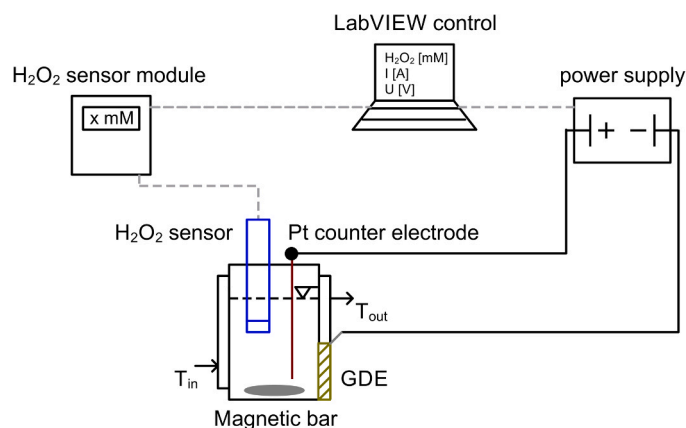 LabVIEW control
H₂O₂ [mM]
I [A]
U [V]
H₂O₂ sensor module
x mM
power supply
+ −
H₂O₂ sensor
Pt counter electrode
Tout
Tin
GDE
Magnetic bar